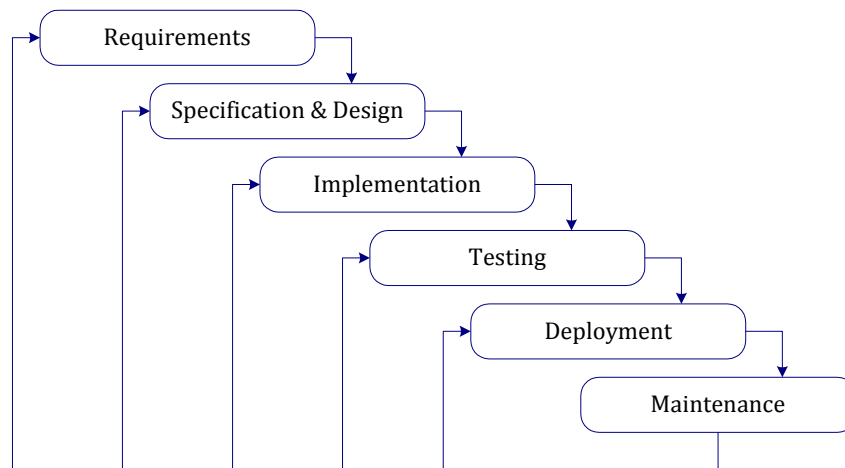 Requirements
Specification & Design
Implementation
Testing
Deployment
Maintenance